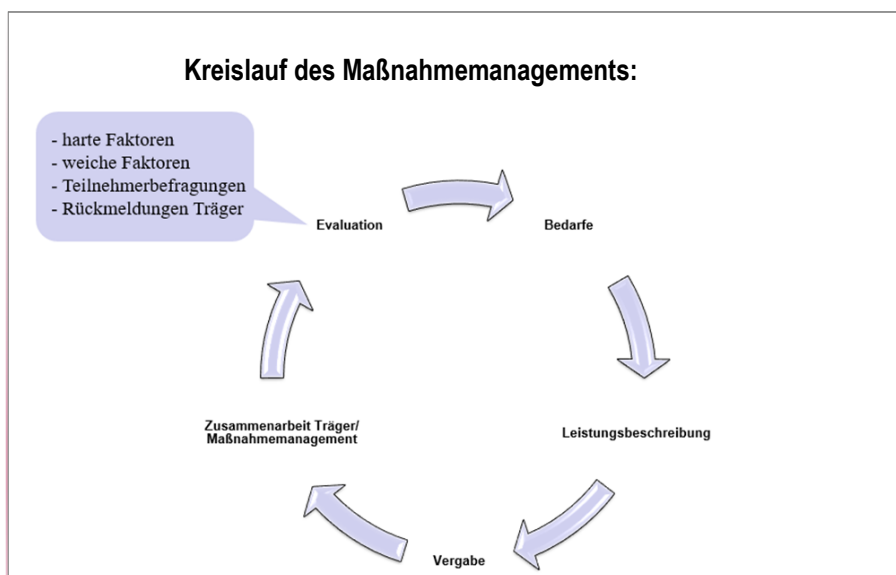 Kreislauf des Maßnahmemanagements:
- harte Faktoren
- weiche Faktoren
- Teilnehmerbefragungen
- Rückmeldungen Träger
Evaluation
Bedarfe
Leistungsbeschreibung
Vergabe
Zusammenarbeit Träger/
Maßnahmemanagement